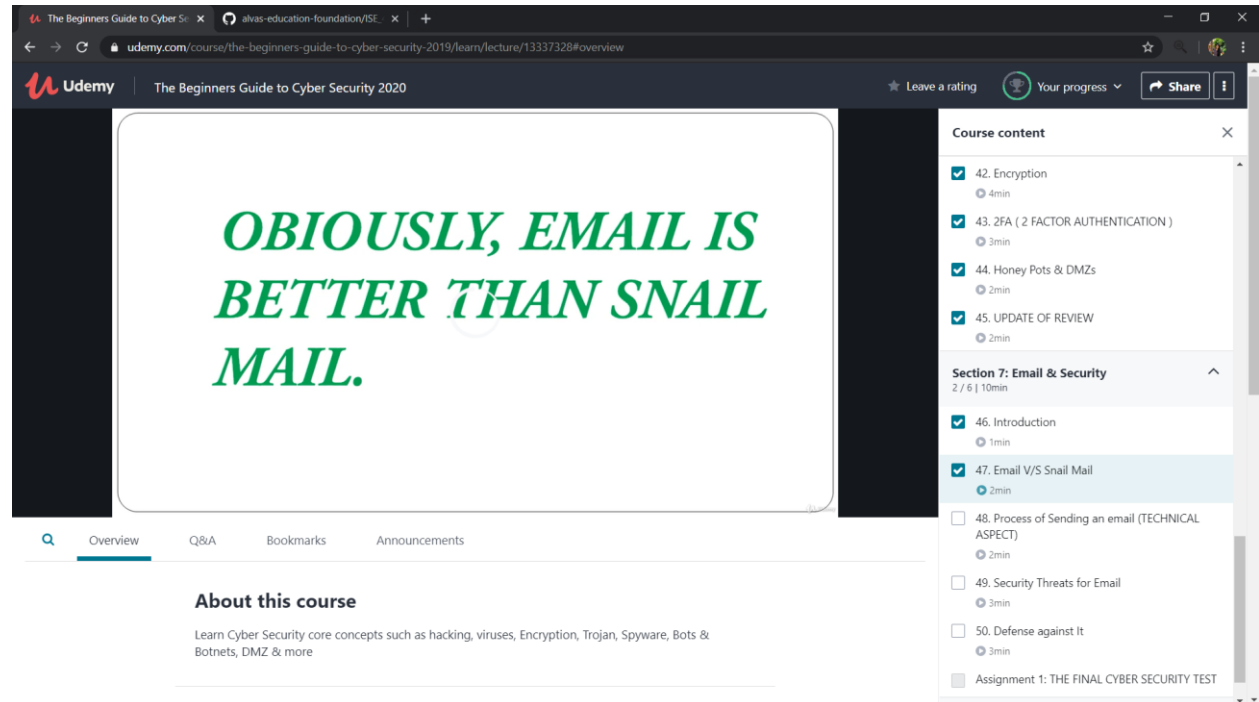 The Beginners Guide to Cyber Se
alvas-education-foundation/ISE_
udemy.com/course/the-beginners-guide-to-cyber-security-2019/learn/lecture/13337328#overview
Udemy
The Beginners Guide to Cyber Security 2020
Leave a rating
Your progress
Share
OBIOUSLY, EMAIL IS
BETTER THAN SNAIL
MAIL.
Overview
Q&A
Bookmarks
Announcements
About this course
Learn Cyber Security core concepts such as hacking, viruses, Encryption, Trojan, Spyware, Bots &
Botnets, DMZ & more
Course content
42. Encryption
4min
43. 2FA ( 2 FACTOR AUTHENTICATION )
3min
44. Honey Pots & DMZs
2min
45. UPDATE OF REVIEW
2min
Section 7: Email & Security
2 / 6 | 10min
46. Introduction
1min
47. Email V/S Snail Mail
2min
48. Process of Sending an email (TECHNICAL
ASPECT)
2min
49. Security Threats for Email
3min
50. Defense against It
3min
Assignment 1: THE FINAL CYBER SECURITY TEST